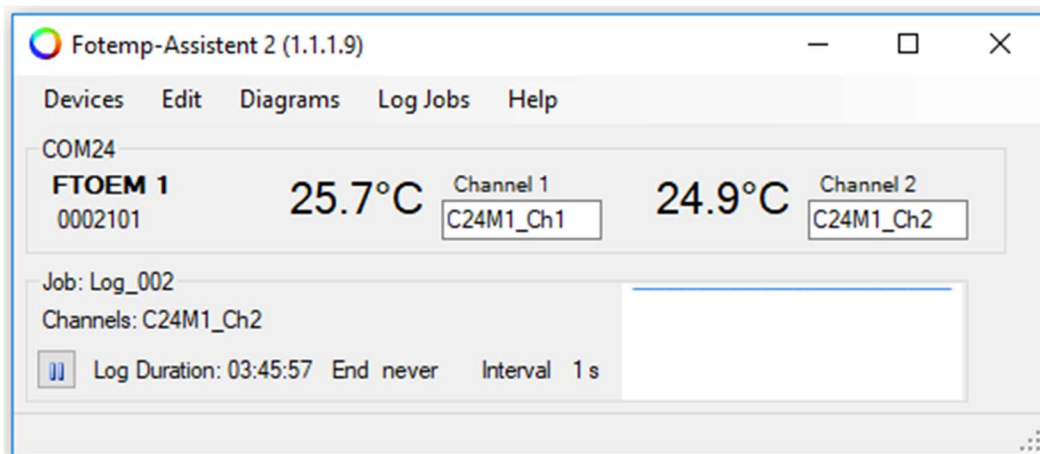 Fotemp-Assistent 2 (1.1.1.9)
Devices Edit Diagrams Log Jobs Help
COM24
FTOEM 1 25.7°C Channel 1 24.9°C Channel 2
0002101 C24M1_Ch1 C24M1_Ch2
Job: Log_002
Channels: C24M1_Ch2
Log Duration: 03:45:57 End never Interval 1 s